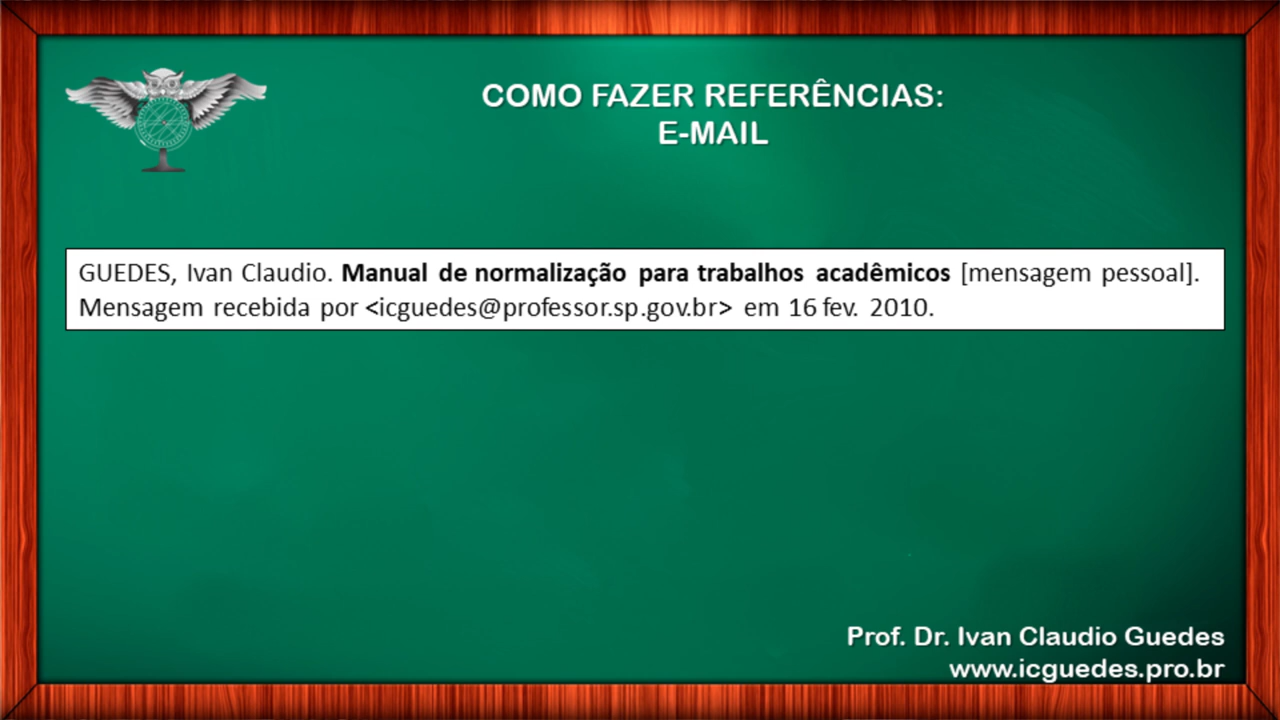 COMO FAZER REFERÊNCIAS:
E-MAIL
GUEDES, Ivan Claudio. Manual de normalização para trabalhos acadêmicos [mensagem pessoal].
Mensagem recebida por <icguedes@professor.sp.gov.br> em 16 fev. 2010.
Prof. Dr. Ivan Claudio Guedes
www.icguedes.pro.br